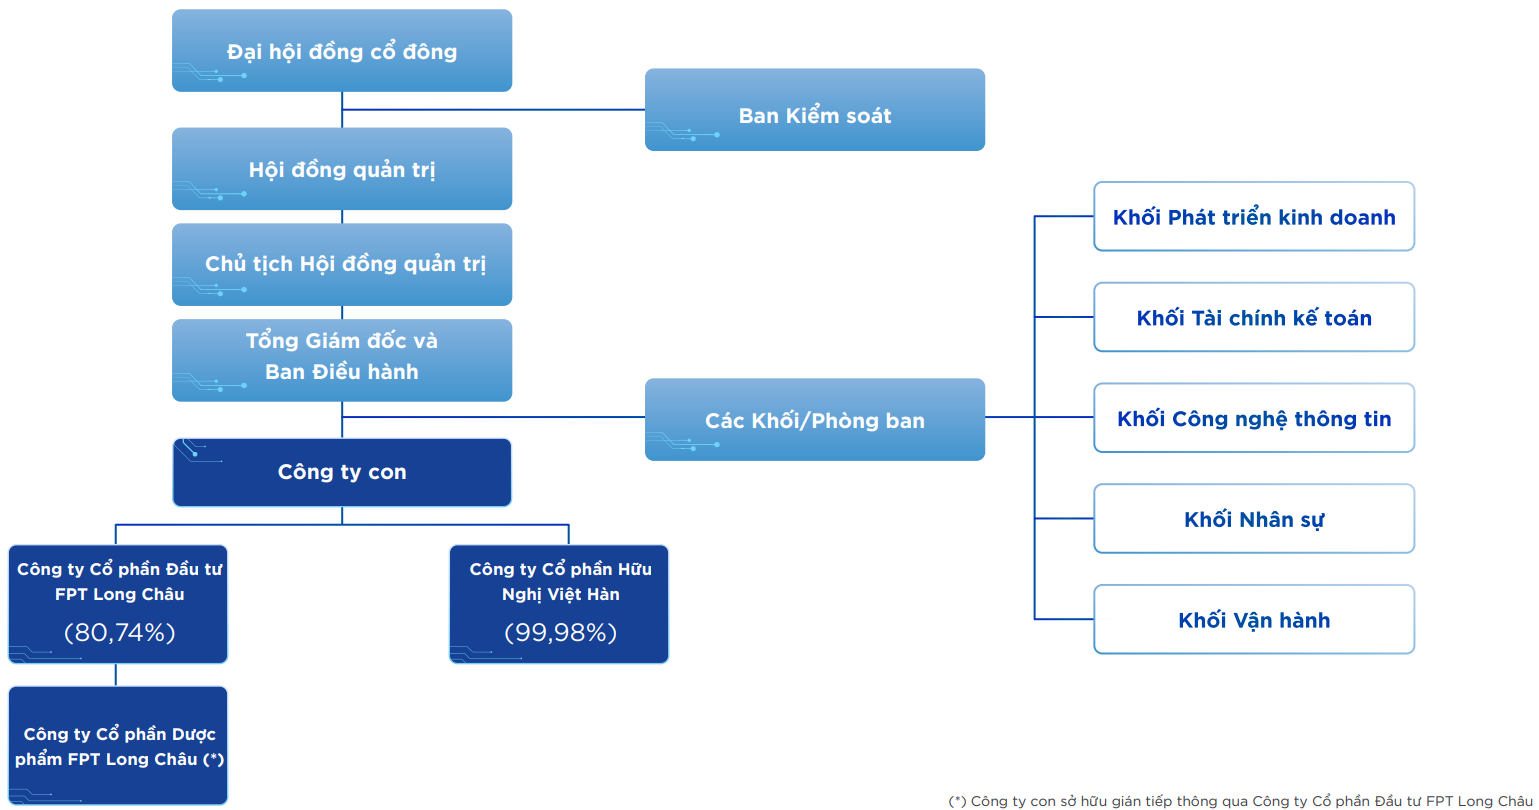 Đại hội đồng cổ đông
Ban Kiểm soát
Hội đồng quản trị
Chủ tịch Hội đồng quản trị
Tổng Giám đốc và
Ban Điều hành
Các Khối/Phòng ban
Khối Phát triển kinh doanh
Khối Tài chính kế toán
Khối Công nghệ thông tin
Khối Nhân sự
Khối Vận hành
Công ty con
Công ty Cổ phần Đầu tư
FPT Long Châu
(80,74%)
Công ty Cổ phần Hữu
Nghị Việt Hàn
(99,98%)
Công ty Cổ phần Dược
phẩm FPT Long Châu (*)
(*) Công ty con sở hữu gián tiếp thông qua Công ty Cổ phần Đầu tư FPT Long Châu